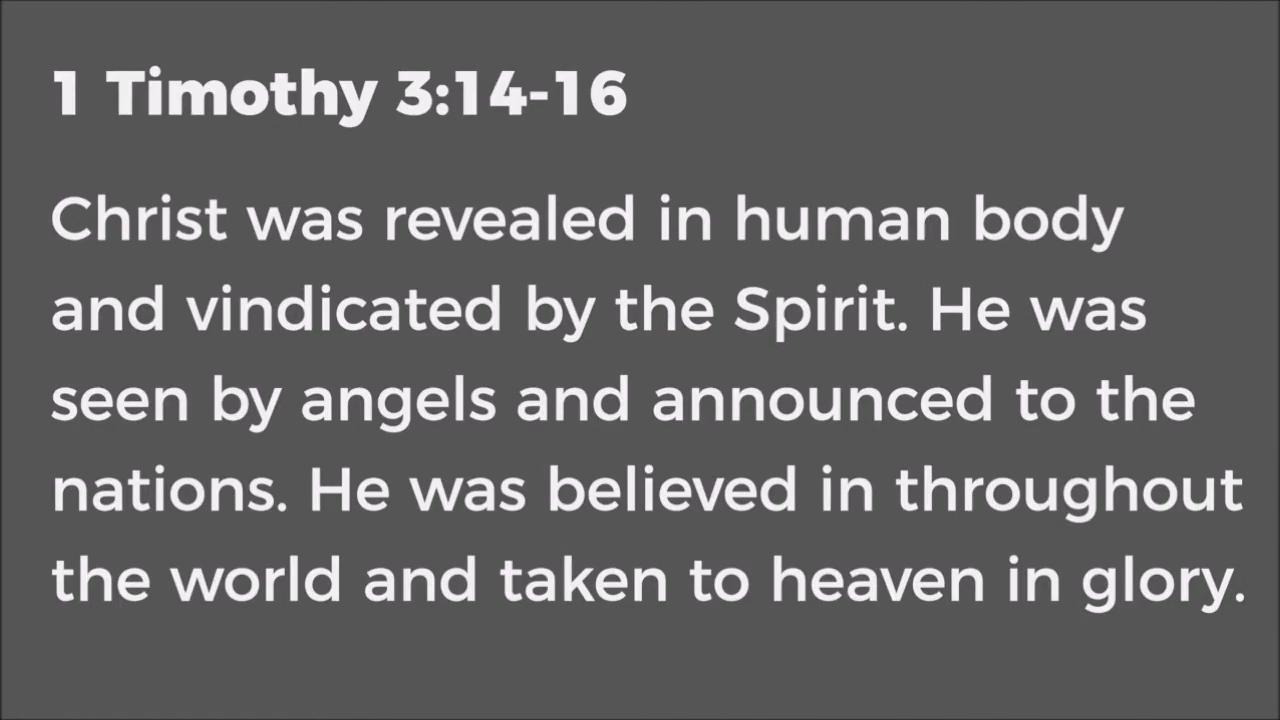 1 Timothy 3:14-16
Christ was revealed in human body
and vindicated by the Spirit. He was
seen by angels and announced to the
nations. He was believed in throughout
the world and taken to heaven in glory.